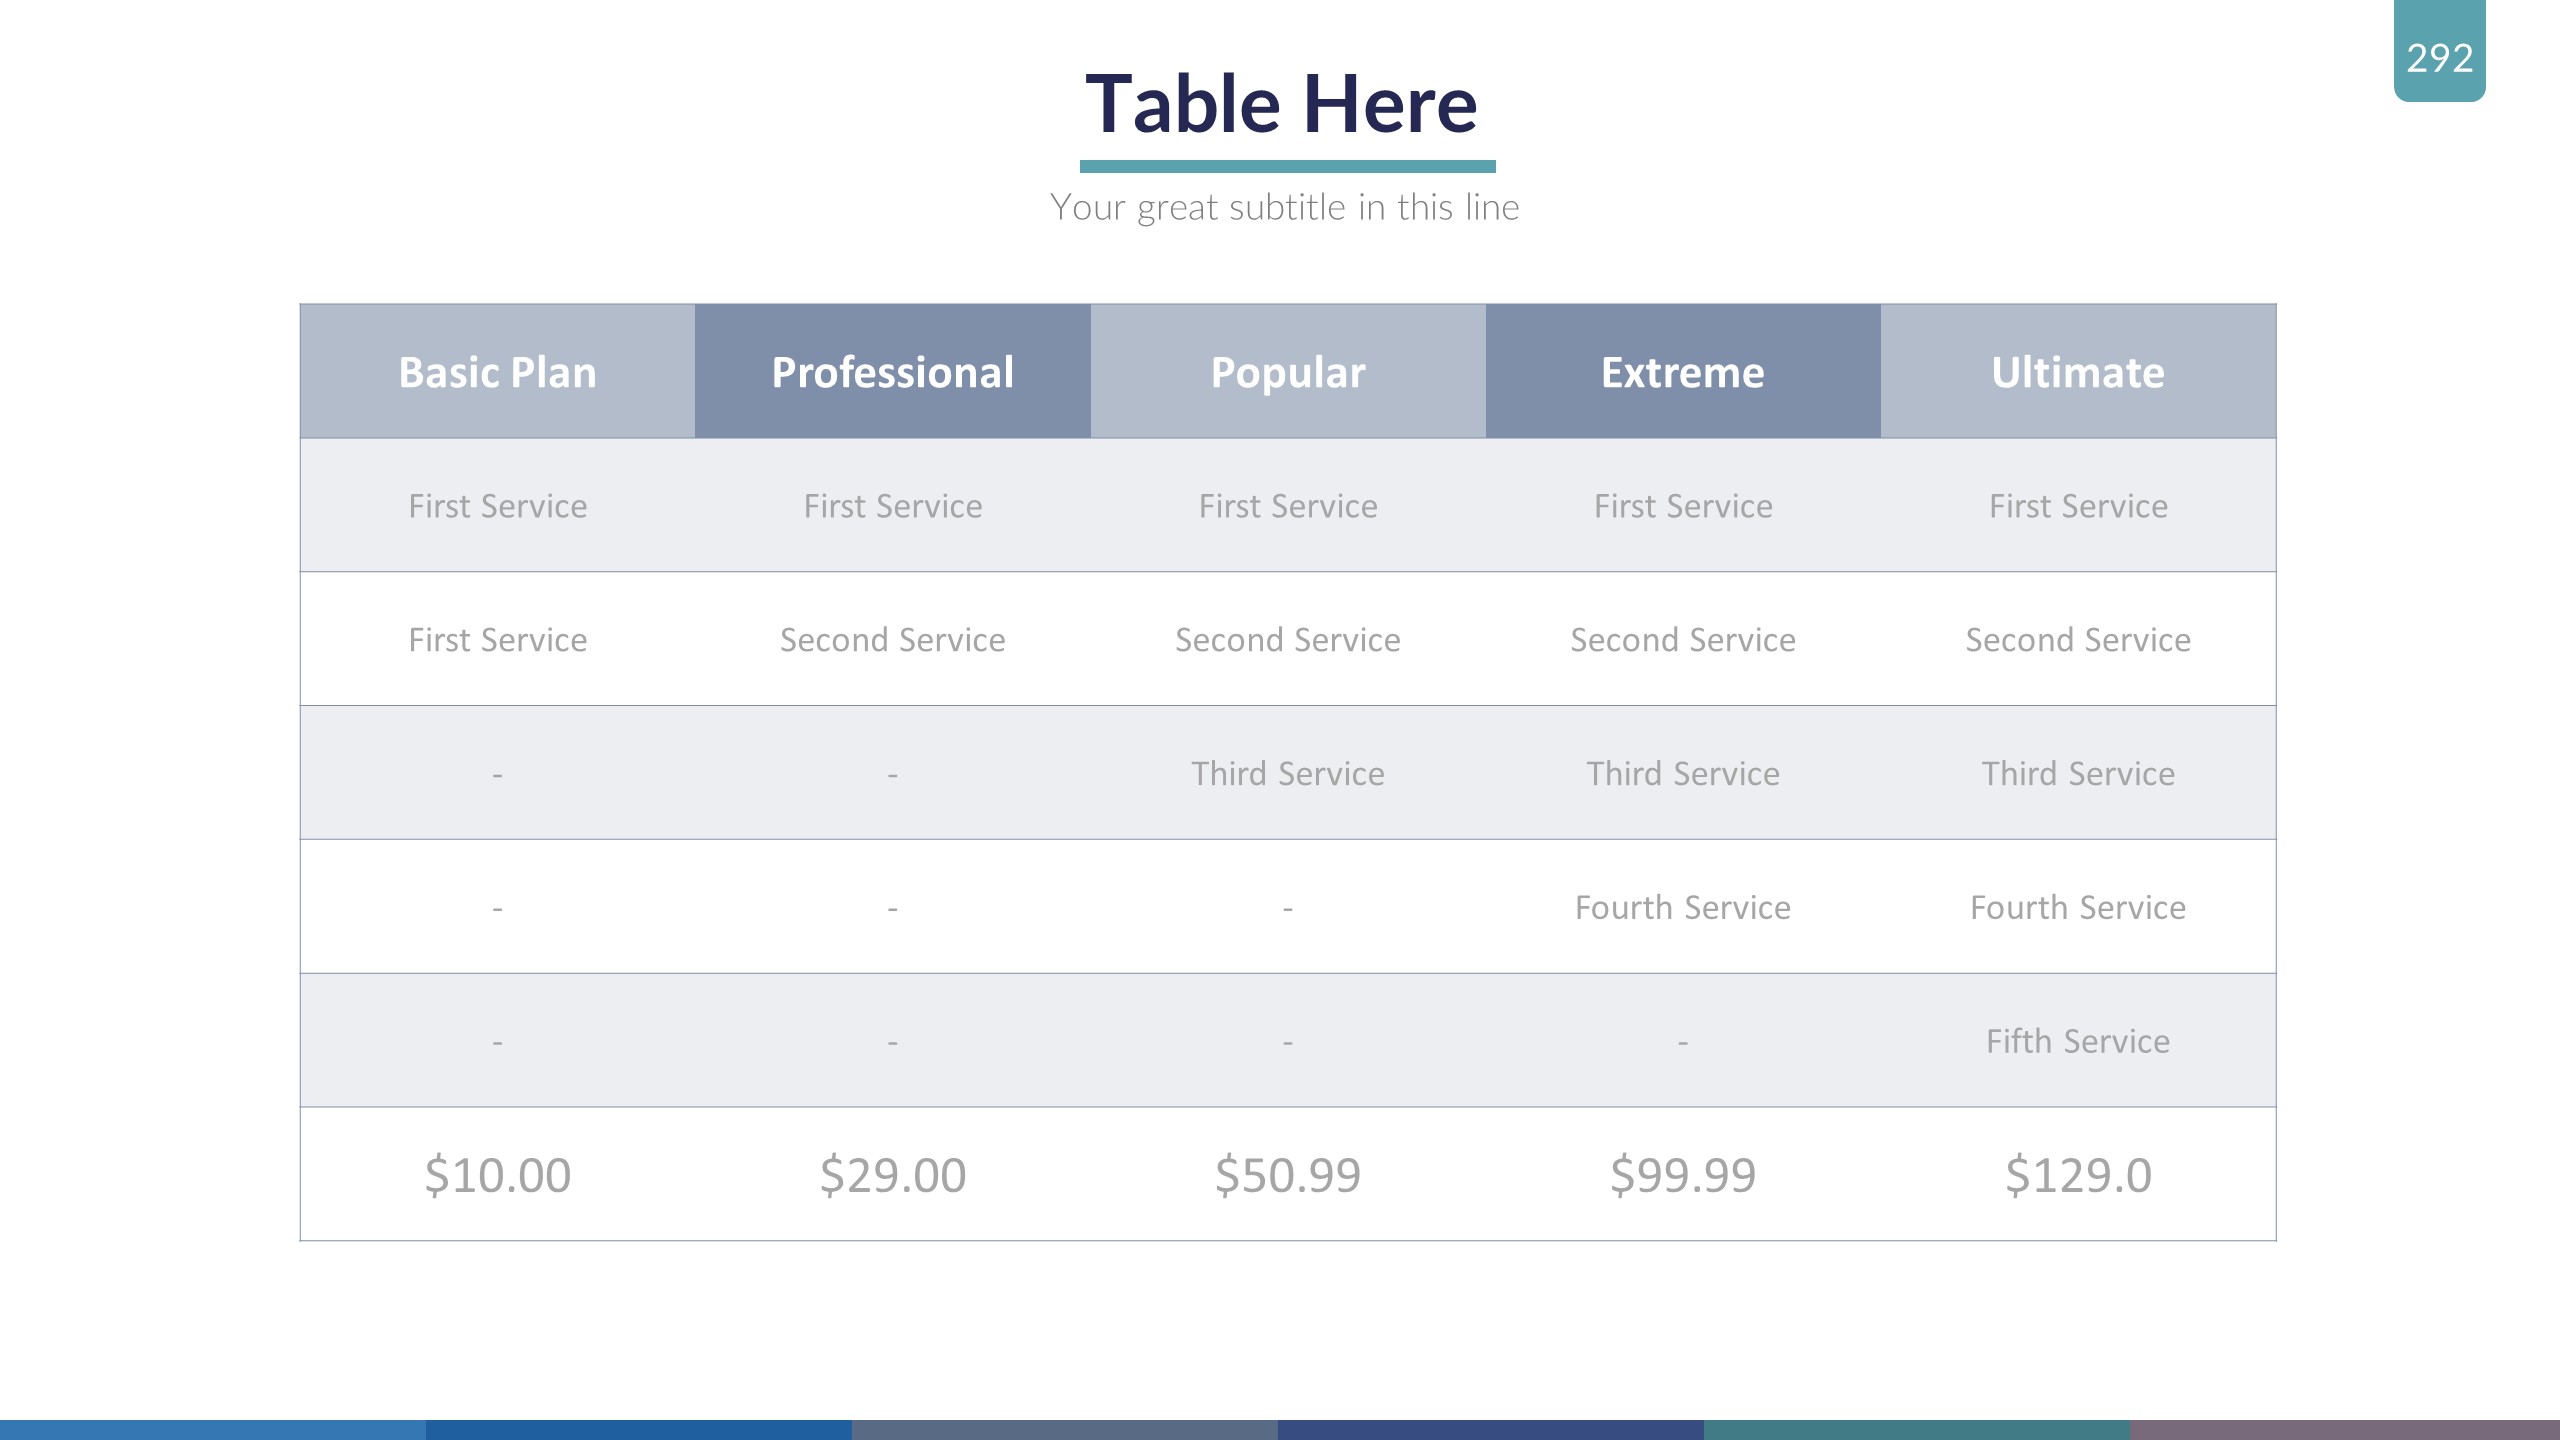 292
Table Here
Your great subtitle in this line
Basic Plan Professional Popular Extreme Ultimate
First Service First Service First Service First Service First Service
First Service Second Service Second Service Second Service Second Service
- - Third Service Third Service Third Service
- - - Fourth Service Fourth Service
- - - - Fifth Service
$10.00 $29.00 $50.99 $99.99 $129.0